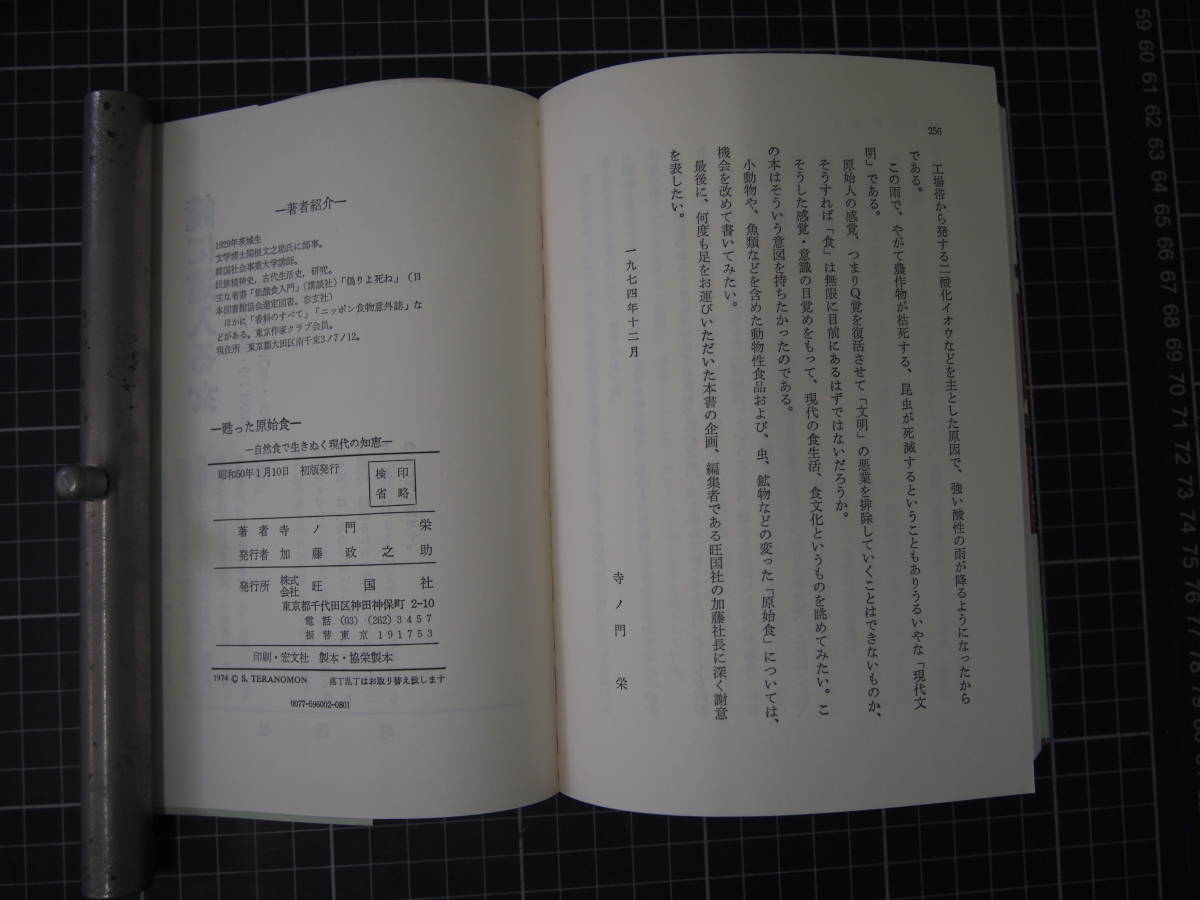 256
工場帯から発する二酸化イオウなどを主とした原因で、強い酸性の雨が降るようになったから
である。
この雨で、やがて農作物が枯死する、昆虫が死滅するということもありうるいやな「現代文
明」である。
原始人の感覚、つまりQ覚を復活させて「文明」の悪業を排除していくことはできないものか、
そうすれば「食」は無限に目前にあるはずではないだろうか。
そうした感覚・意識の目覚めをもって、現代の食生活、食文化というものを眺めてみたい。こ
の本はそういう意図を持ちたかったのである。
小動物や、魚類などを含めた動物性食品および、虫、鉱物などの変った「原始食」については、
機会を改めて書いてみたい。
最後に、何度も足をお運びいただいた本書の企画、編集者である旺国社の加藤社長に深く謝意
を表したい。
一九七四年十二月
寺ノ門 栄
―著者紹介―
1929年茨城生
文学博士関根文之助氏に師事。
韓国社会事業大学講師。
民族精神史，古代生活史，研究。
主な著書「飢餓食入門」（講談社）「偽りよ死ね」（日
本図書館協会選定図書。参玄社）
ほかに「香料のすべて」「ニッポン食物意外誌」な
どがある。東京作家クラブ会員。
現住所 東京都大田区南千束3ノ7ノ12。
―甦った原始食―
―自然食で生きぬく現代の知恵―
昭和50年1月10日 初版発行
検印
省略
著者 寺ノ門 栄
発行者 加藤政之助
発行所 株式会社 旺国社
東京都千代田区神田神保町 2-10
電話 (03)・(262) 3457
振替東京 191753
印刷・宏文社 製本・協栄製本
1974 © S. TERANOMON 落丁乱丁はお取り替え致します
0077-596002-0801
59
60
61
62
63
64
65
66
67
68
69
70
71
72
73
74
75
76
77
78
79
80